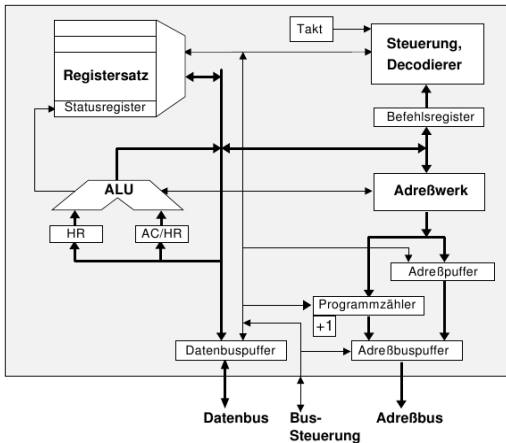 Takt
Steuerung,
Decodierer
Registersatz
Statusregister
Befehlsregister
ALU
Adreßwerk
HR
AC/HR
Adreßpuffer
Programmzähler
+1
Datenbuspuffer
Adreßbuspuffer
Datenbus
Bus-
Steuerung
Adreßbus